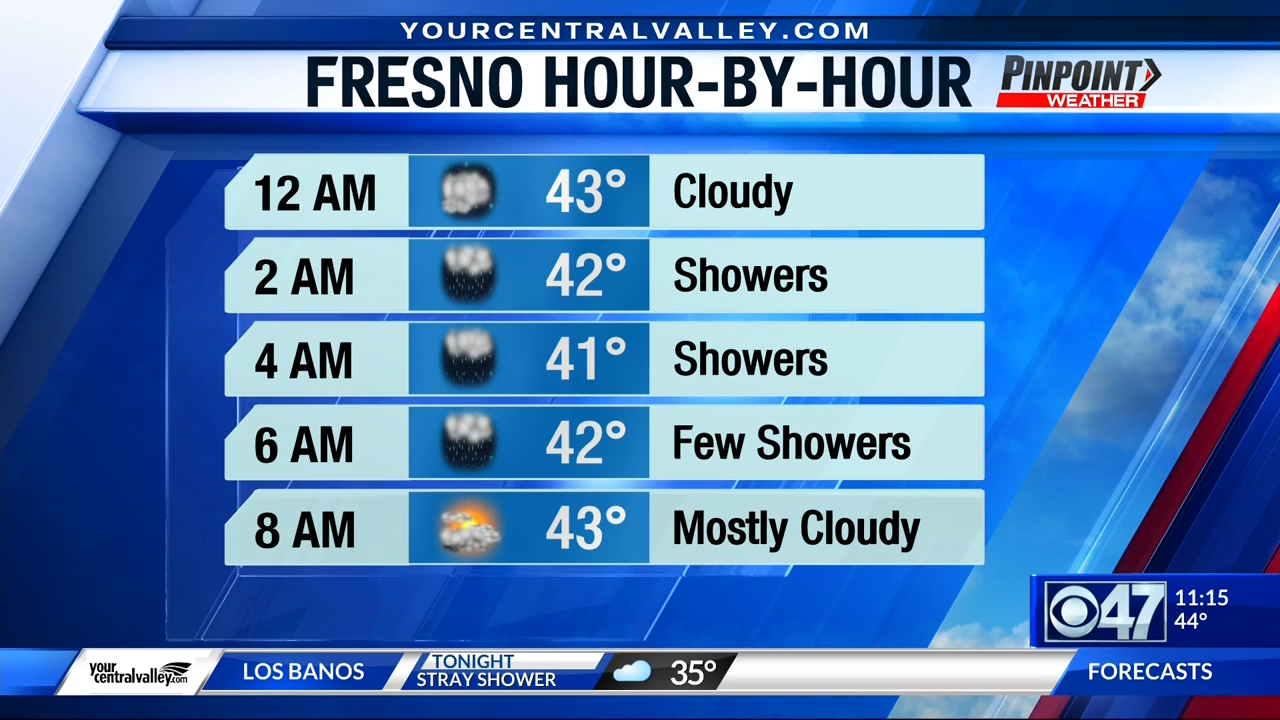 YOURCENTRALVALLEY.COM
FRESNO HOUR-BY-HOUR
PINPOINT
WEATHER
12 AM 43° Cloudy
2 AM 42° Showers
4 AM 41° Showers
6 AM 42° Few Showers
8 AM 43° Mostly Cloudy
47
11:15
44°
your
centralvalley.com
LOS BANOS
TONIGHT
STRAY SHOWER
35°
FORECASTS